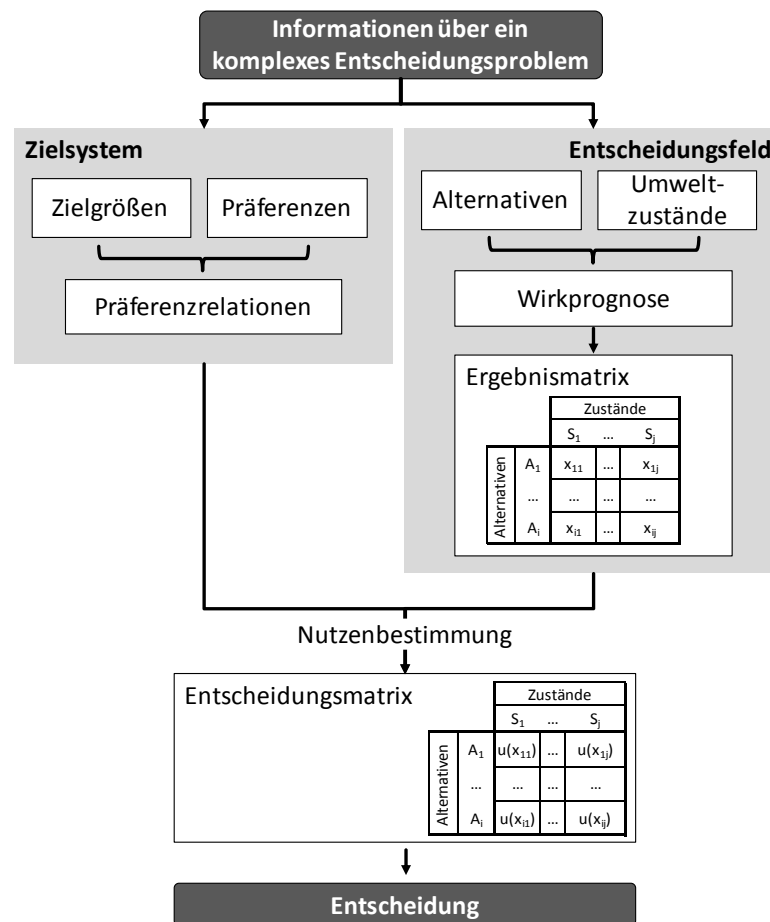 Informationen über ein
komplexes Entscheidungsproblem
Zielsystem
Zielgrößen
Präferenzen
Präferenzrelationen
Entscheidungsfeld
Alternativen
Umwelt-
zustände
Wirkprognose
Ergebnismatrix
Zustände
S1 ... Sj
Alternativen
A1 x11 ... x1j
... ... ... ...
Ai xi1 ... xij
Nutzenbestimmung
Entscheidungsmatrix
Zustände
S1 ... Sj
Alternativen
A1 u(x11) ... u(x1j)
... ... ... ...
Ai u(xi1) ... u(xij)
Entscheidung